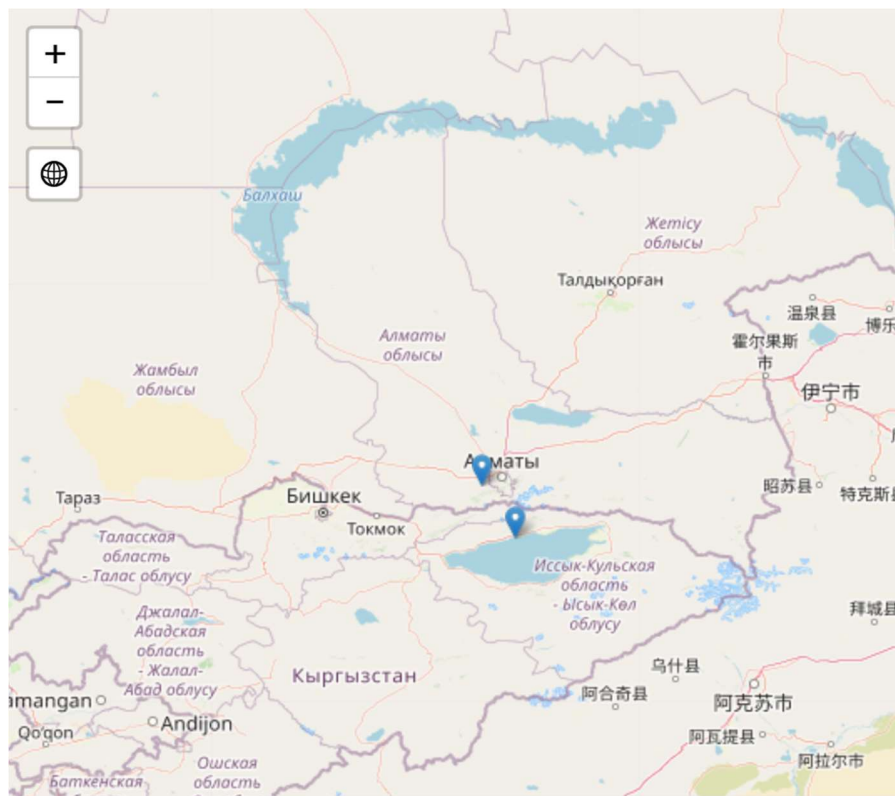 +
−
Балхаш
Жетісу
облысы
Талдықорған
温泉县
博乐
Алматы
облысы
霍尔果斯
市
Жамбыл
облысы
伊宁市
Алматы
昭苏县
特克斯县
Тараз
Бишкек
Токмок
Таласская
область
- Талас облусу
Иссык-Кульская
область
- Ысык-Көл
облусу
Джалал-
Абадская
область
- Жалал-
Абад облусу
拜城县
Кыргызстан
乌什县
阿合奇县
阿克苏市
amangan
Andijon
Qo'qon
阿瓦提县
阿拉尔市
Ошская
область
Баткенская